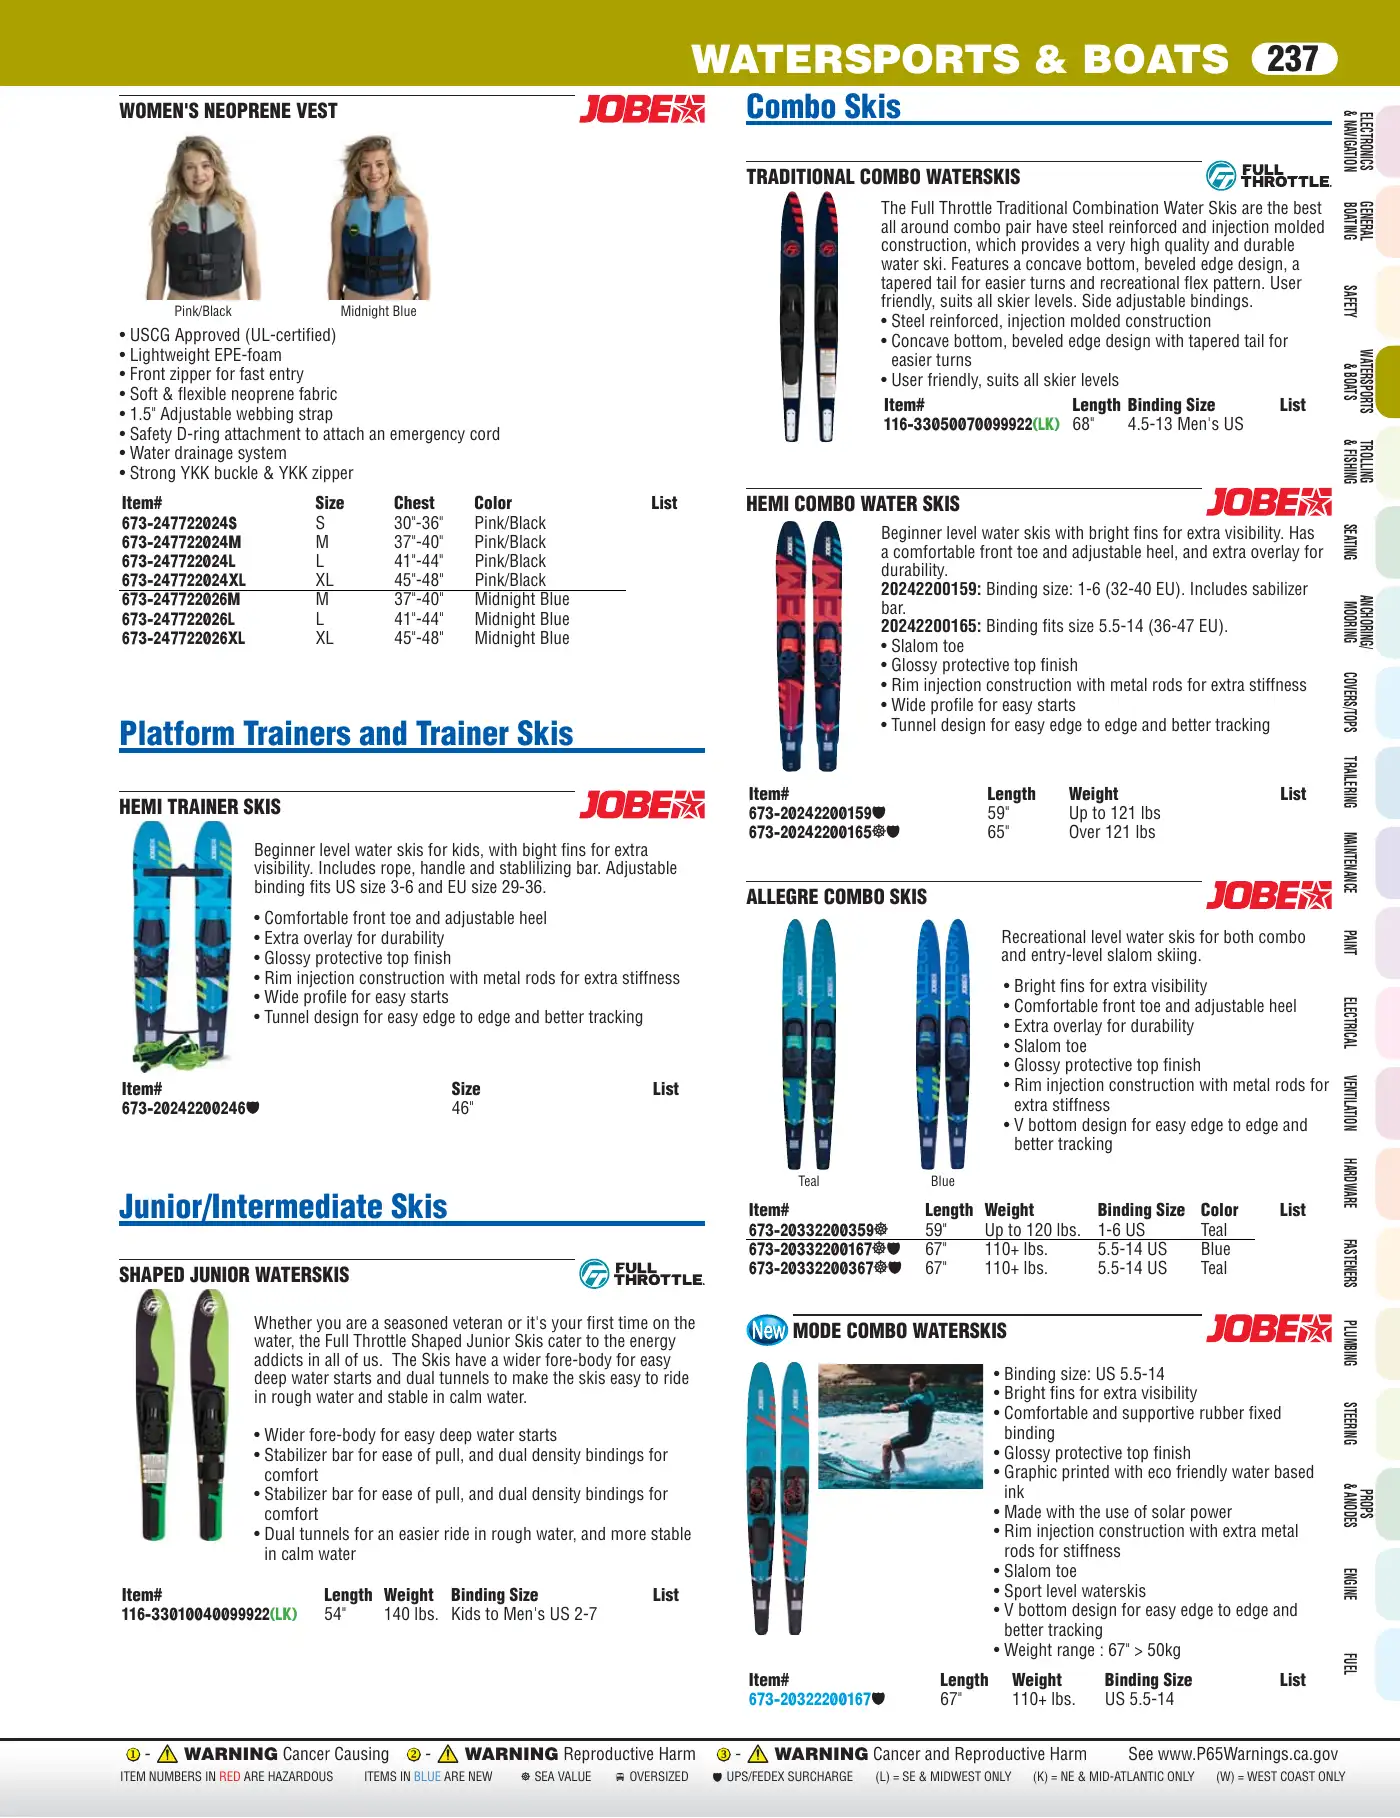 WATERSPORTS & BOATS 237
WOMEN'S NEOPRENE VEST
JOBE
Pink/Black
Midnight Blue
• USCG Approved (UL-certified)
• Lightweight EPE-foam
• Front zipper for fast entry
• Soft & flexible neoprene fabric
• 1.5" Adjustable webbing strap
• Safety D-ring attachment to attach an emergency cord
• Water drainage system
• Strong YKK buckle & YKK zipper
Item# Size Chest Color List
673-247722024S S 30"-36" Pink/Black
673-247722024M M 37"-40" Pink/Black
673-247722024L L 41"-44" Pink/Black
673-247722024XL XL 45"-48" Pink/Black
673-247722026M M 37"-40" Midnight Blue
673-247722026L L 41"-44" Midnight Blue
673-247722026XL XL 45"-48" Midnight Blue
Platform Trainers and Trainer Skis
HEMI TRAINER SKIS
JOBE
Beginner level water skis for kids, with bight fins for extra
visibility. Includes rope, handle and stablilizing bar. Adjustable
binding fits US size 3-6 and EU size 29-36.
• Comfortable front toe and adjustable heel
• Extra overlay for durability
• Glossy protective top finish
• Rim injection construction with metal rods for extra stiffness
• Wide profile for easy starts
• Tunnel design for easy edge to edge and better tracking
Item# Size List
673-20242200246 46"
Junior/Intermediate Skis
SHAPED JUNIOR WATERSKIS
FULL
THROTTLE.
Whether you are a seasoned veteran or it's your first time on the
water, the Full Throttle Shaped Junior Skis cater to the energy
addicts in all of us. The Skis have a wider fore-body for easy
deep water starts and dual tunnels to make the skis easy to ride
in rough water and stable in calm water.
• Wider fore-body for easy deep water starts
• Stabilizer bar for ease of pull, and dual density bindings for
comfort
• Stabilizer bar for ease of pull, and dual density bindings for
comfort
• Dual tunnels for an easier ride in rough water, and more stable
in calm water
Item# Length Weight Binding Size List
116-33010040099922(LK) 54" 140 lbs. Kids to Men's US 2-7
Combo Skis
TRADITIONAL COMBO WATERSKIS
FULL
THROTTLE.
The Full Throttle Traditional Combination Water Skis are the best
all around combo pair have steel reinforced and injection molded
construction, which provides a very high quality and durable
water ski. Features a concave bottom, beveled edge design, a
tapered tail for easier turns and recreational flex pattern. User
friendly, suits all skier levels. Side adjustable bindings.
• Steel reinforced, injection molded construction
• Concave bottom, beveled edge design with tapered tail for
easier turns
• User friendly, suits all skier levels
Item# Length Binding Size List
116-33050070099922(LK) 68" 4.5-13 Men's US
HEMI COMBO WATER SKIS
JOBE
Beginner level water skis with bright fins for extra visibility. Has
a comfortable front toe and adjustable heel, and extra overlay for
durability.
20242200159: Binding size: 1-6 (32-40 EU). Includes sabilizer
bar.
20242200165: Binding fits size 5.5-14 (36-47 EU).
• Slalom toe
• Glossy protective top finish
• Rim injection construction with metal rods for extra stiffness
• Wide profile for easy starts
• Tunnel design for easy edge to edge and better tracking
Item# Length Weight List
673-20242200159 59" Up to 121 lbs
673-20242200165 65" Over 121 lbs
ALLEGRE COMBO SKIS
JOBE
Recreational level water skis for both combo
and entry-level slalom skiing.
• Bright fins for extra visibility
• Comfortable front toe and adjustable heel
• Extra overlay for durability
• Slalom toe
• Glossy protective top finish
• Rim injection construction with metal rods for
extra stiffness
• V bottom design for easy edge to edge and
better tracking
Teal
Blue
Item# Length Weight Binding Size Color List
673-20332200359 59" Up to 120 lbs. 1-6 US Teal
673-20332200167 67" 110+ lbs. 5.5-14 US Blue
673-20332200367 67" 110+ lbs. 5.5-14 US Teal
New MODE COMBO WATERSKIS
JOBE
• Binding size: US 5.5-14
• Bright fins for extra visibility
• Comfortable and supportive rubber fixed
binding
• Glossy protective top finish
• Graphic printed with eco friendly water based
ink
• Made with the use of solar power
• Rim injection construction with extra metal
rods for stiffness
• Slalom toe
• Sport level waterskis
• V bottom design for easy edge to edge and
better tracking
• Weight range : 67" > 50kg
Item# Length Weight Binding Size List
673-20322200167 67" 110+ lbs. US 5.5-14
ELECTRONICS
& NAVIGATION
GENERAL
BOATING
SAFETY
WATERSPORTS
& BOATS
TROLLING
& FISHING
SEATING
ANCHORING/
MOORING
COVERS/TOPS
TRAILERING
MAINTENANCE
PAINT
ELECTRICAL
VENTILATION
HARDWARE
FASTENERS
PLUMBING
STEERING
PROPS
& ANODES
ENGINE
FUEL
1 - WARNING Cancer Causing 2 - WARNING Reproductive Harm 3 - WARNING Cancer and Reproductive Harm See www.P65Warnings.ca.gov
ITEM NUMBERS IN RED ARE HAZARDOUS ITEMS IN BLUE ARE NEW SEA VALUE OVERSIZED UPS/FEDEX SURCHARGE (L) = SE & MIDWEST ONLY (K) = NE & MID-ATLANTIC ONLY (W) = WEST COAST ONLY